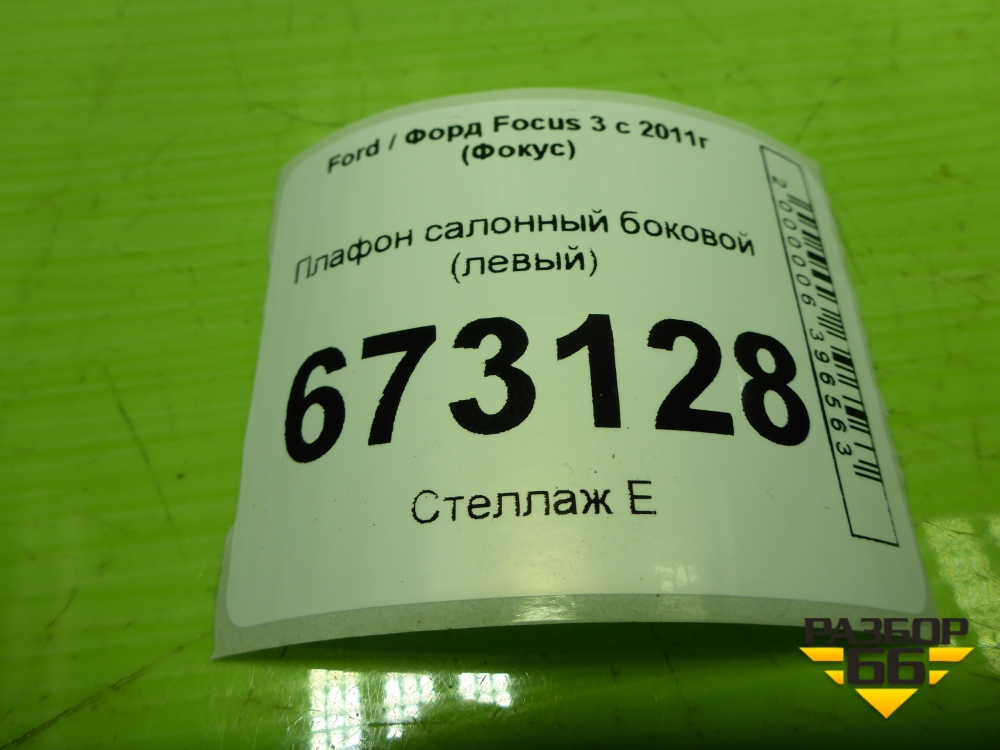 Ford / Форд Focus 3 с 2011г
(Фокус)
Плафон салонный боковой
(левый)
673128
Стеллаж E
2000006396563
РАЗБОР
66